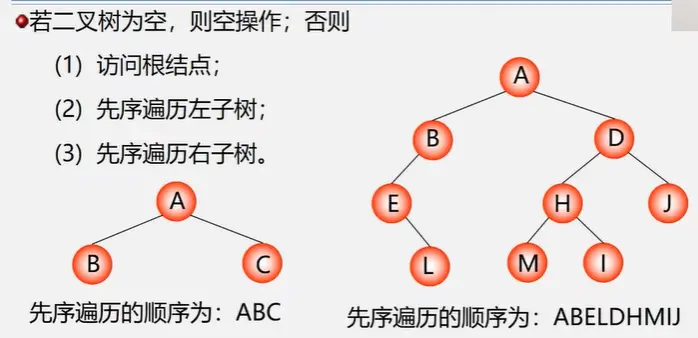 若二叉树为空，则空操作；否则
(1) 访问根结点；
(2) 先序遍历左子树；
(3) 先序遍历右子树。
A
B C
先序遍历的顺序为：ABC
A
B D
E H J
L M I
先序遍历的顺序为：ABELDHMIJ